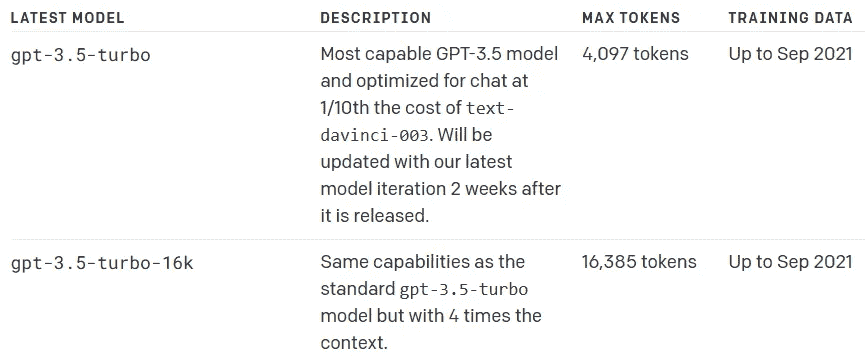 LATEST MODEL DESCRIPTION MAX TOKENS TRAINING DATA
gpt-3.5-turbo Most capable GPT-3.5 model 4,097 tokens Up to Sep 2021
and optimized for chat at
1/10th the cost of text-
davinci-003. Will be
updated with our latest
model iteration 2 weeks after
it is released.
gpt-3.5-turbo-16k Same capabilities as the 16,385 tokens Up to Sep 2021
standard gpt-3.5-turbo
model but with 4 times the
context.